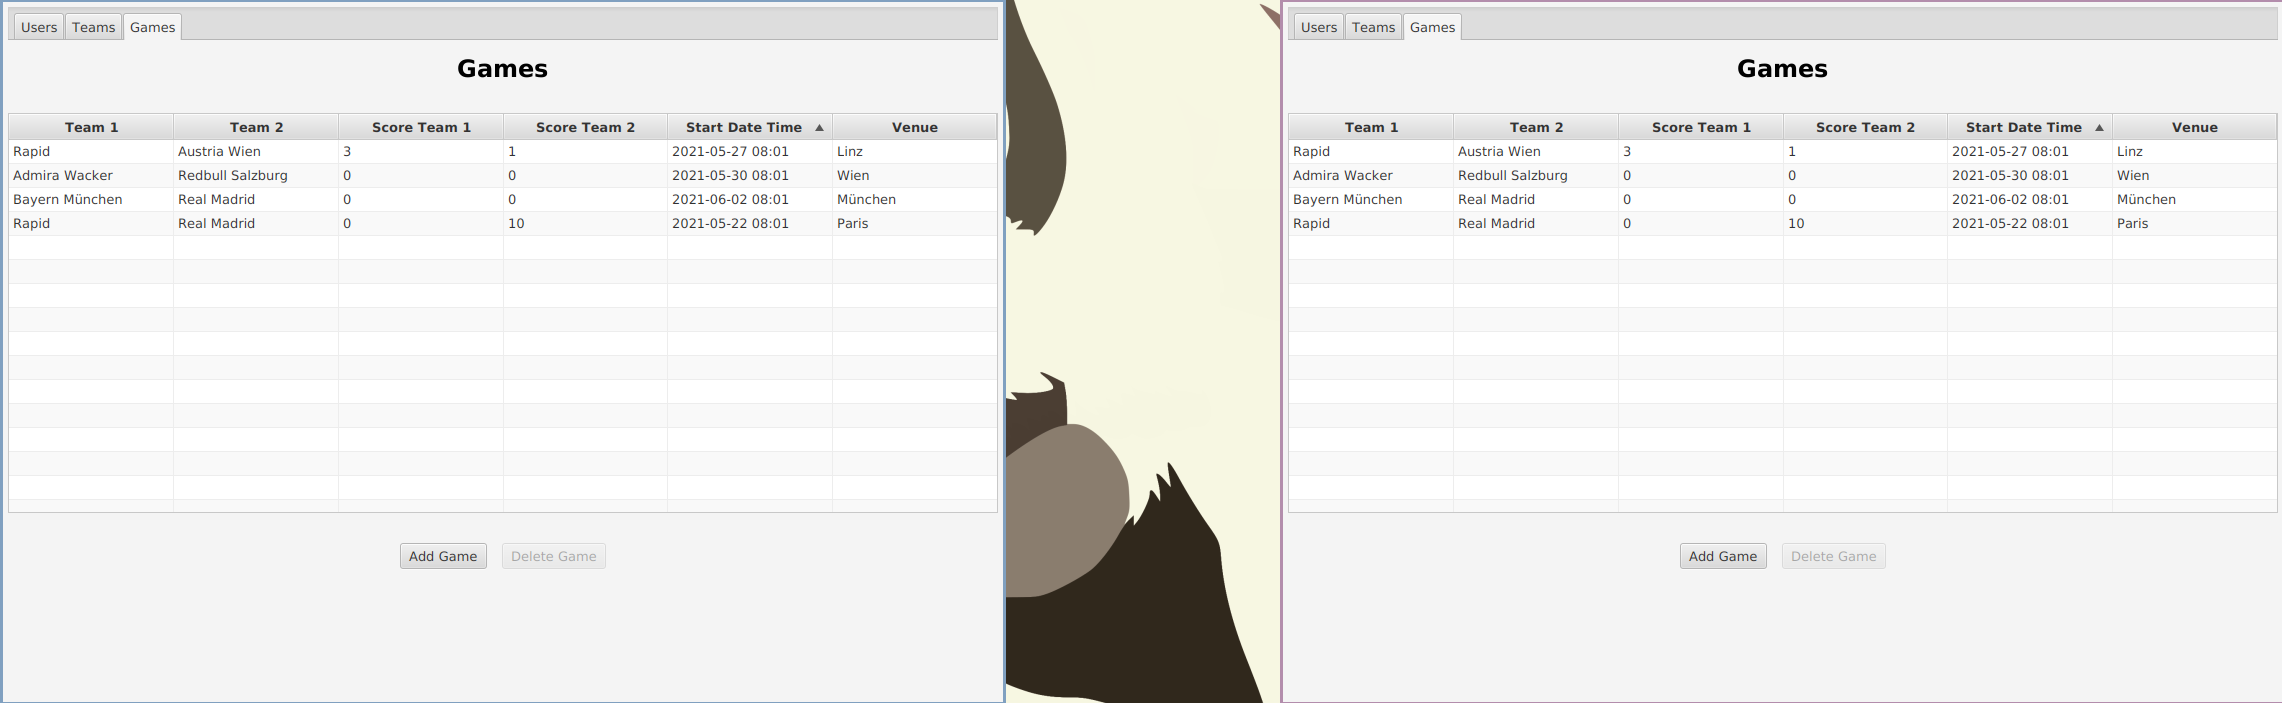 Users Teams Games
Games
Team 1 Team 2 Score Team 1 Score Team 2 Start Date Time Venue
Rapid Austria Wien 3 1 2021-05-27 08:01 Linz
Admira Wacker Redbull Salzburg 0 0 2021-05-30 08:01 Wien
Bayern München Real Madrid 0 0 2021-06-02 08:01 München
Rapid Real Madrid 0 10 2021-05-22 08:01 Paris
Add Game Delete Game
Users Teams Games
Games
Team 1 Team 2 Score Team 1 Score Team 2 Start Date Time Venue
Rapid Austria Wien 3 1 2021-05-27 08:01 Linz
Admira Wacker Redbull Salzburg 0 0 2021-05-30 08:01 Wien
Bayern München Real Madrid 0 0 2021-06-02 08:01 München
Rapid Real Madrid 0 10 2021-05-22 08:01 Paris
Add Game Delete Game